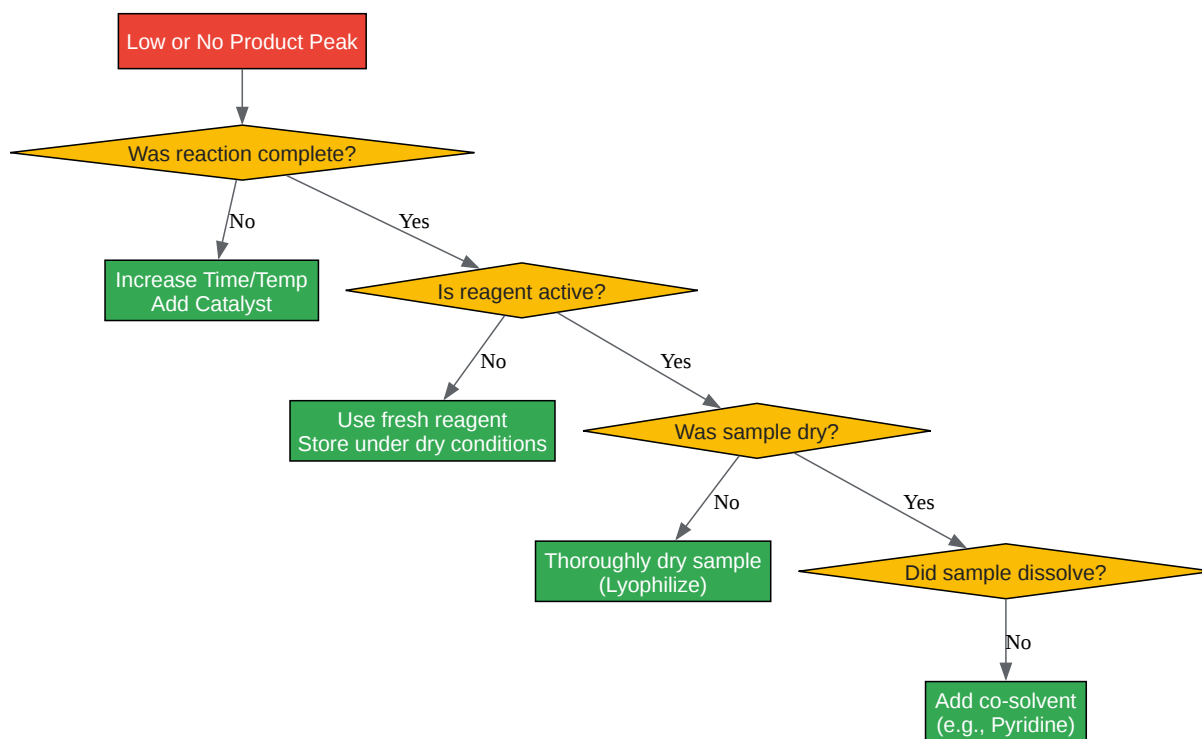 Low or No Product Peak
Was reaction complete?
No
Yes
Increase Time/Temp
Add Catalyst
Is reagent active?
No
Yes
Use fresh reagent
Store under dry conditions
Was sample dry?
No
Yes
Thoroughly dry sample
(Lyophilize)
Did sample dissolve?
No
Add co-solvent
(e.g., Pyridine)